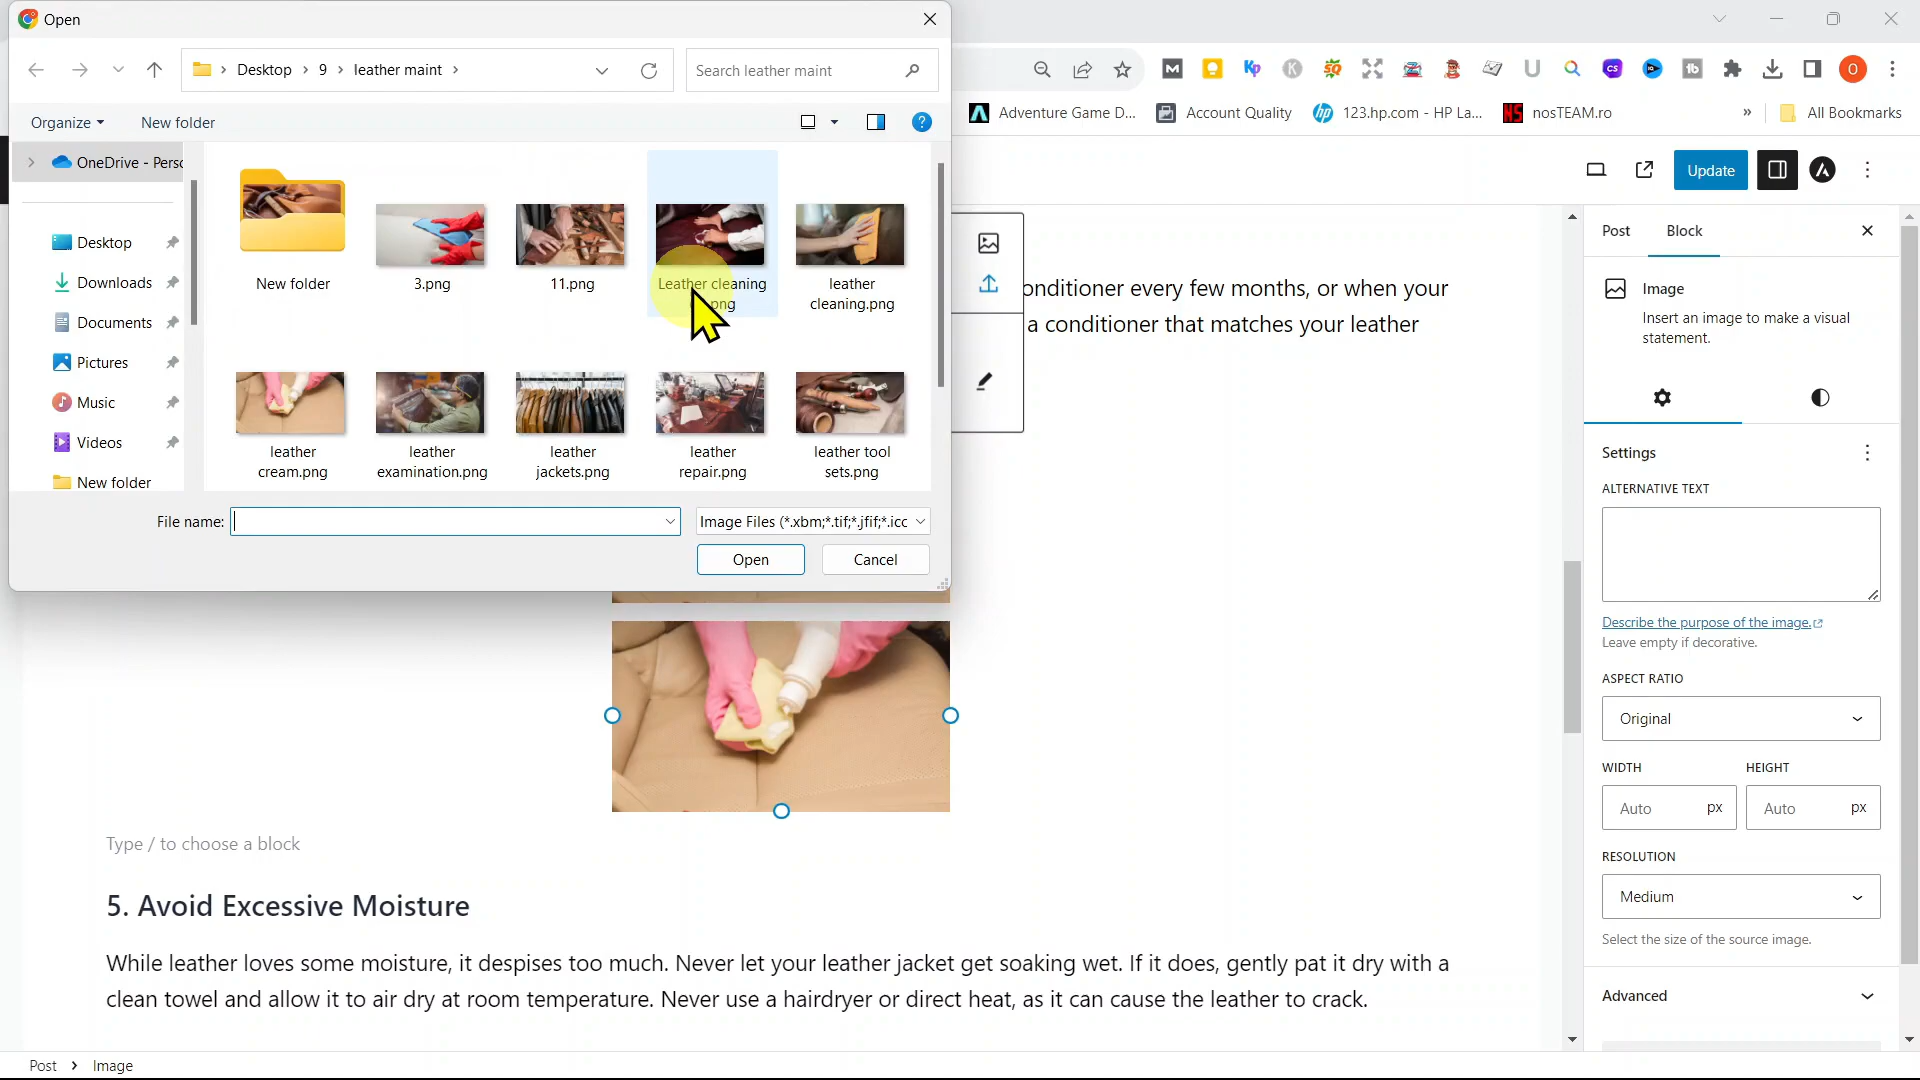 Open
Desktop > 9 > leather maint >
Search leather maint
Organize
New folder
OneDrive - Perso
Desktop
Downloads
Documents
Pictures
Music
Videos
New folder
New folder
3.png
11.png
Leather cleaning
.png
leather
cleaning.png
leather
cream.png
leather
examination.png
leather
jackets.png
leather
repair.png
leather tool
sets.png
File name:
Image Files (*.xbm;*.tif;*.jfif;*.icc
Open
Cancel
Adventure Game D...
Account Quality
123.hp.com - HP La...
nosTEAM.ro
»
All Bookmarks
Update
onditioner every few months, or when your
a conditioner that matches your leather
Type / to choose a block
5. Avoid Excessive Moisture
While leather loves some moisture, it despises too much. Never let your leather jacket get soaking wet. If it does, gently pat it dry with a
clean towel and allow it to air dry at room temperature. Never use a hairdryer or direct heat, as it can cause the leather to crack.
Post
Block
Image
Insert an image to make a visual
statement.
Settings
ALTERNATIVE TEXT
Describe the purpose of the image.
Leave empty if decorative.
ASPECT RATIO
Original
WIDTH
HEIGHT
Auto px
Auto px
RESOLUTION
Medium
Select the size of the source image.
Advanced
Post > Image